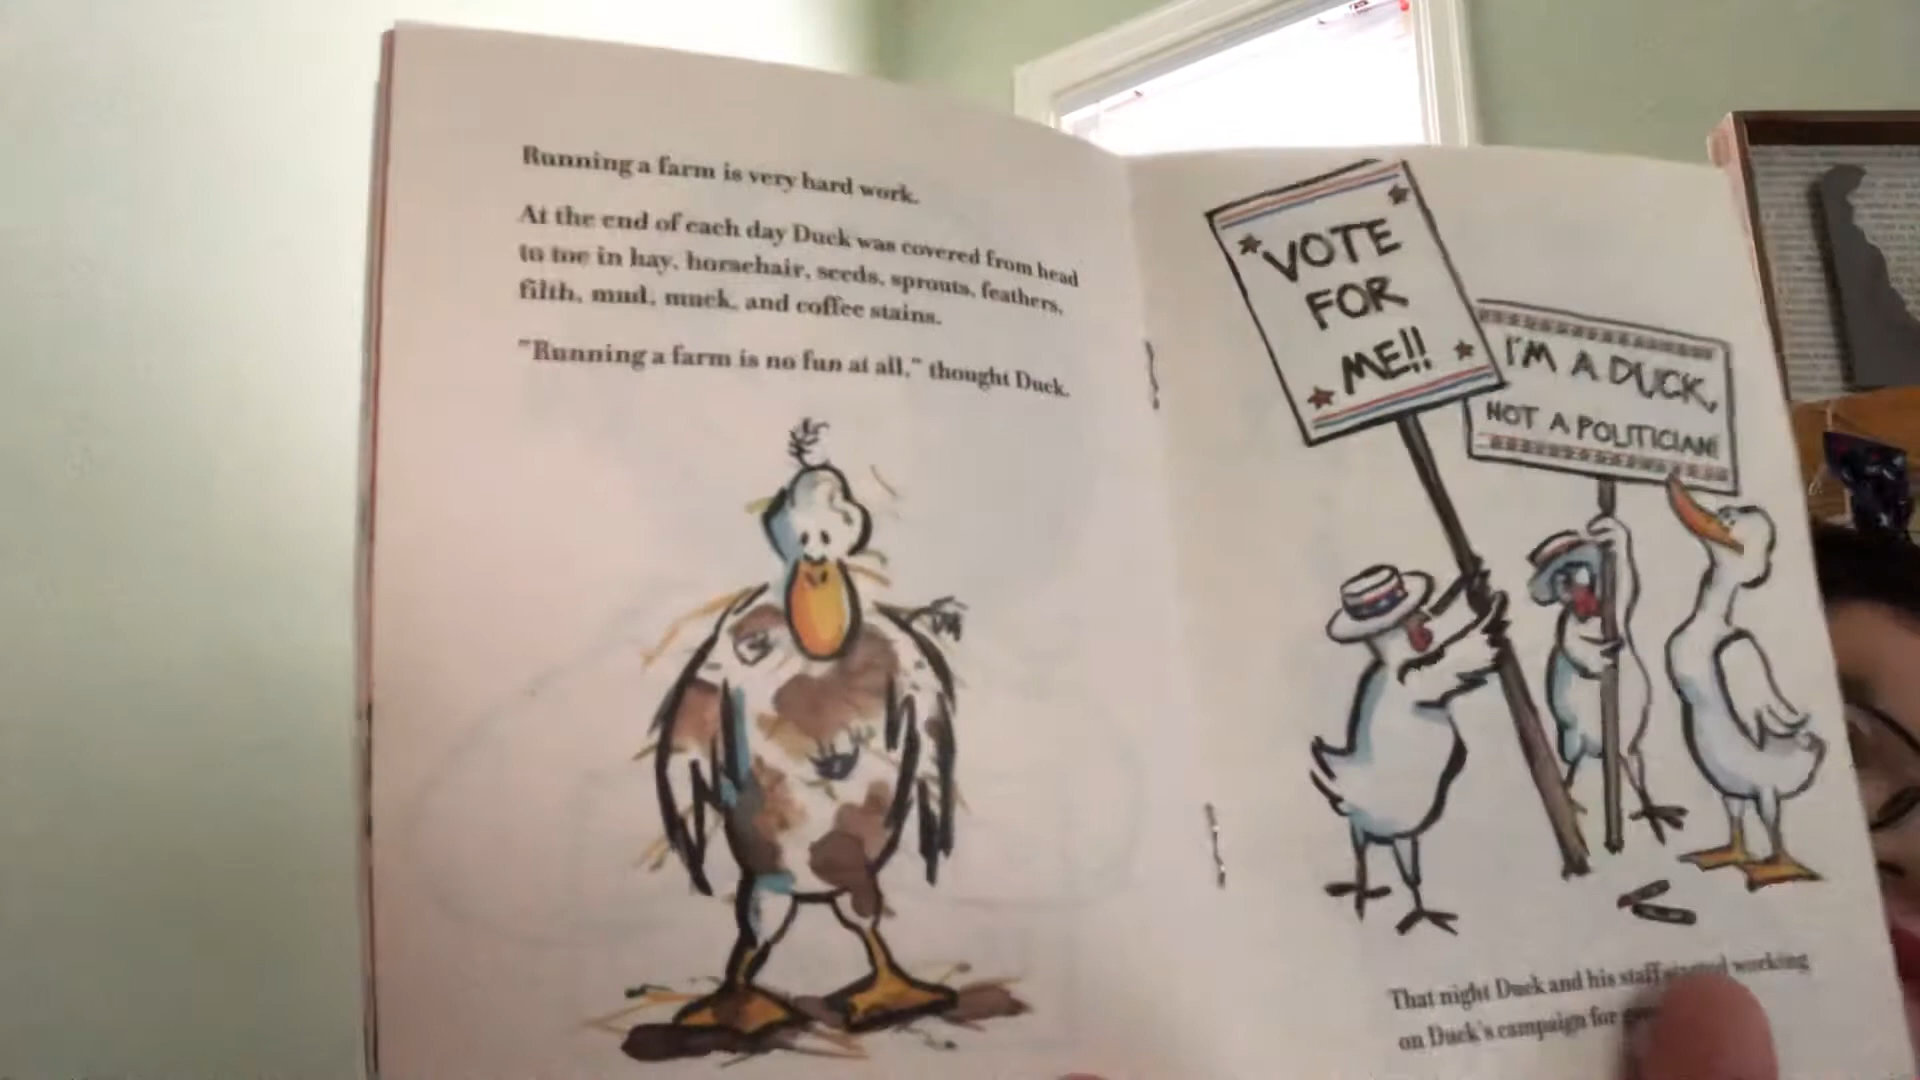 Running a farm is very hard work.
At the end of each day Duck was covered from head
to toe in hay, horsehair, seeds, sprouts, feathers,
filth, mud, muck, and coffee stains.
"Running a farm is no fun at all," thought Duck.
VOTE
FOR
ME!!
I'M A DUCK,
NOT A POLITICIAN!
That night Duck and his staff started working
on Duck's campaign for